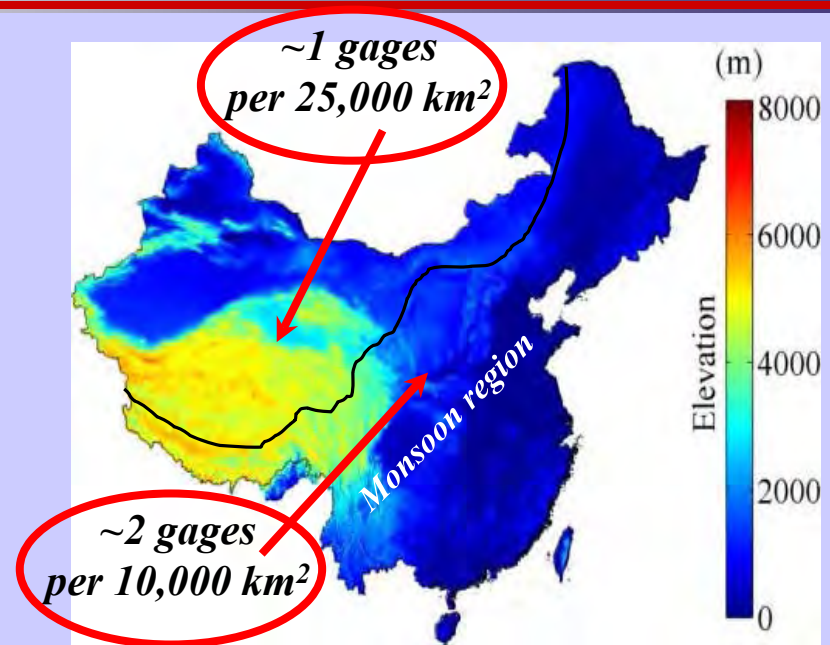 ~1 gages
per 25,000 km²
(m)
8000
6000
Elevation
4000
Monsoon region
2000
~2 gages
per 10,000 km²
0